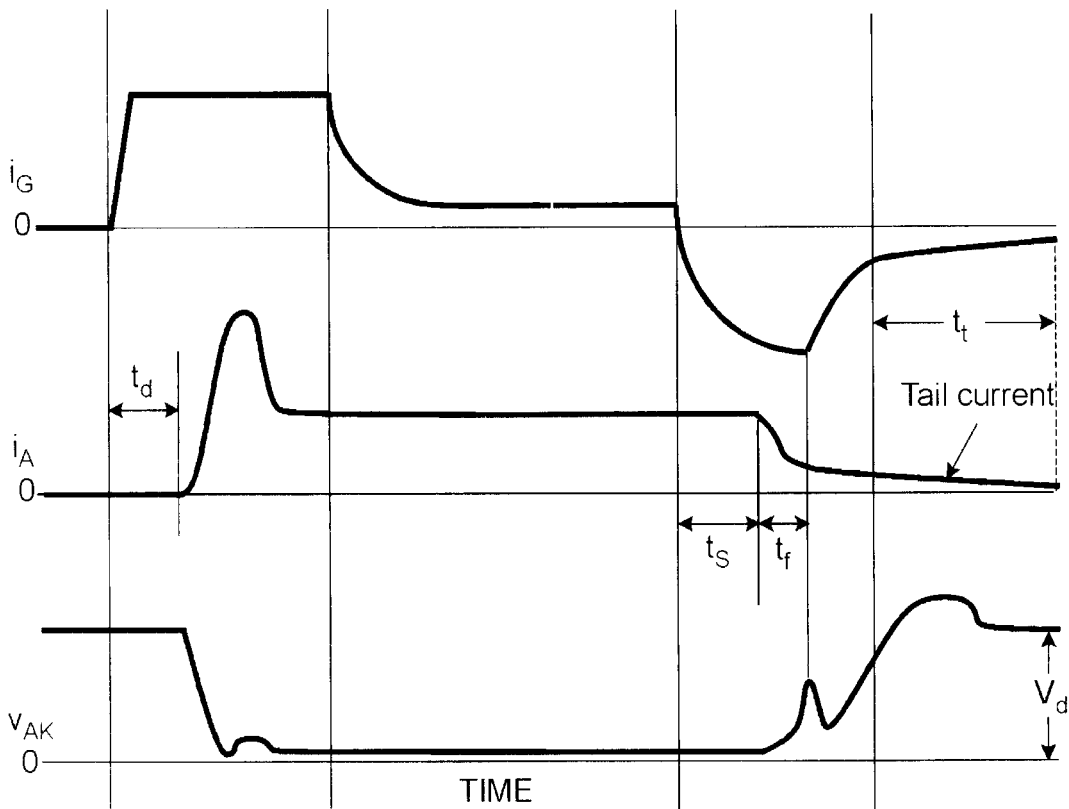 i_G
0
t_t
t_d
Tail current
i_A
0
t_S
t_f
V_d
v_AK
0
TIME